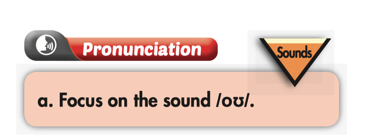 Pronunciation
Sounds
a. Focus on the sound /oʊ/.